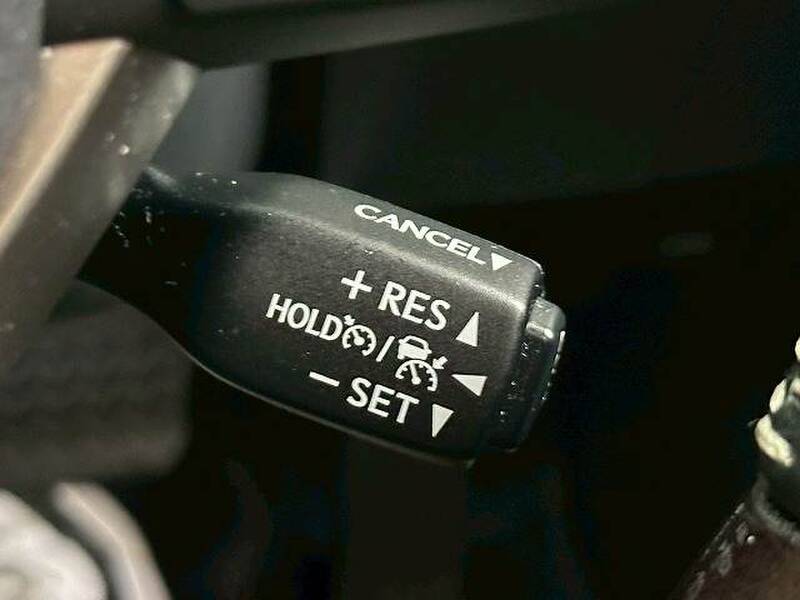 CANCEL▼
+ RES ▲
HOLD / ◀
− SET ▼